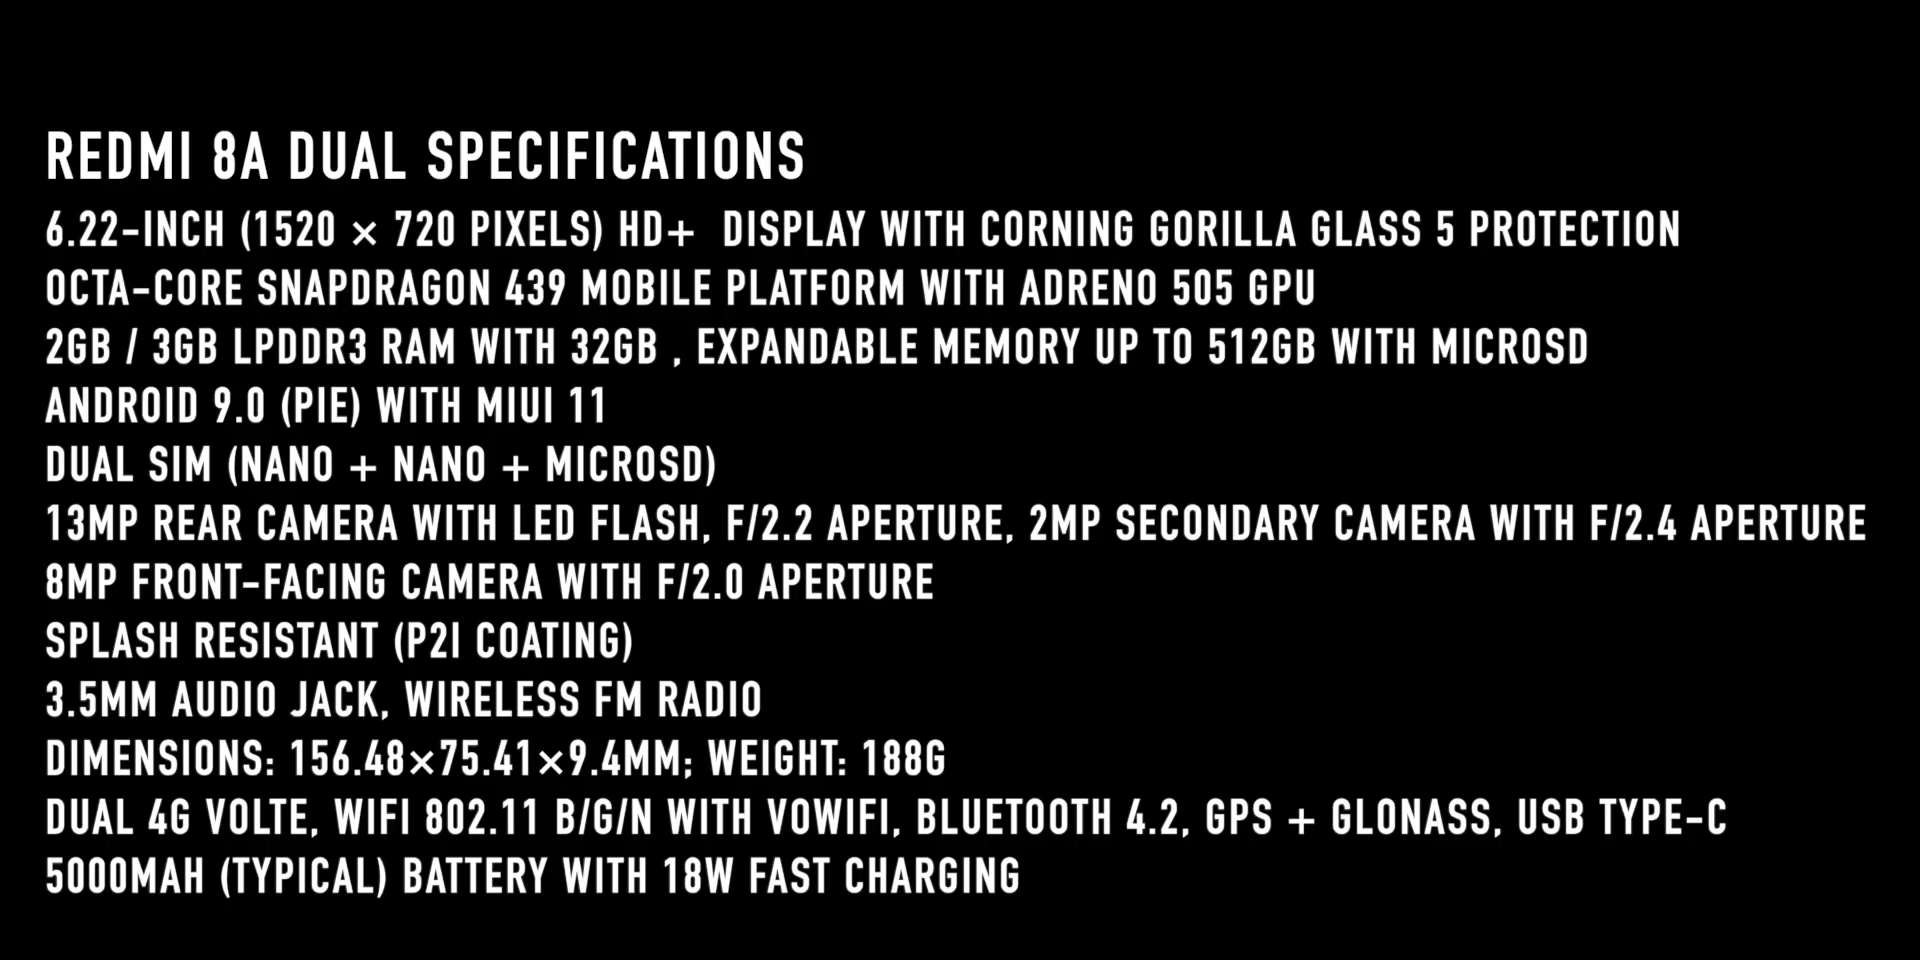 REDMI 8A DUAL SPECIFICATIONS
6.22-INCH (1520 × 720 PIXELS) HD+ DISPLAY WITH CORNING GORILLA GLASS 5 PROTECTION
OCTA-CORE SNAPDRAGON 439 MOBILE PLATFORM WITH ADRENO 505 GPU
2GB / 3GB LPDDR3 RAM WITH 32GB , EXPANDABLE MEMORY UP TO 512GB WITH MICROSD
ANDROID 9.0 (PIE) WITH MIUI 11
DUAL SIM (NANO + NANO + MICROSD)
13MP REAR CAMERA WITH LED FLASH, F/2.2 APERTURE, 2MP SECONDARY CAMERA WITH F/2.4 APERTURE
8MP FRONT-FACING CAMERA WITH F/2.0 APERTURE
SPLASH RESISTANT (P2I COATING)
3.5MM AUDIO JACK, WIRELESS FM RADIO
DIMENSIONS: 156.48×75.41×9.4MM; WEIGHT: 188G
DUAL 4G VOLTE, WIFI 802.11 B/G/N WITH VOWIFI, BLUETOOTH 4.2, GPS + GLONASS, USB TYPE-C
5000MAH (TYPICAL) BATTERY WITH 18W FAST CHARGING